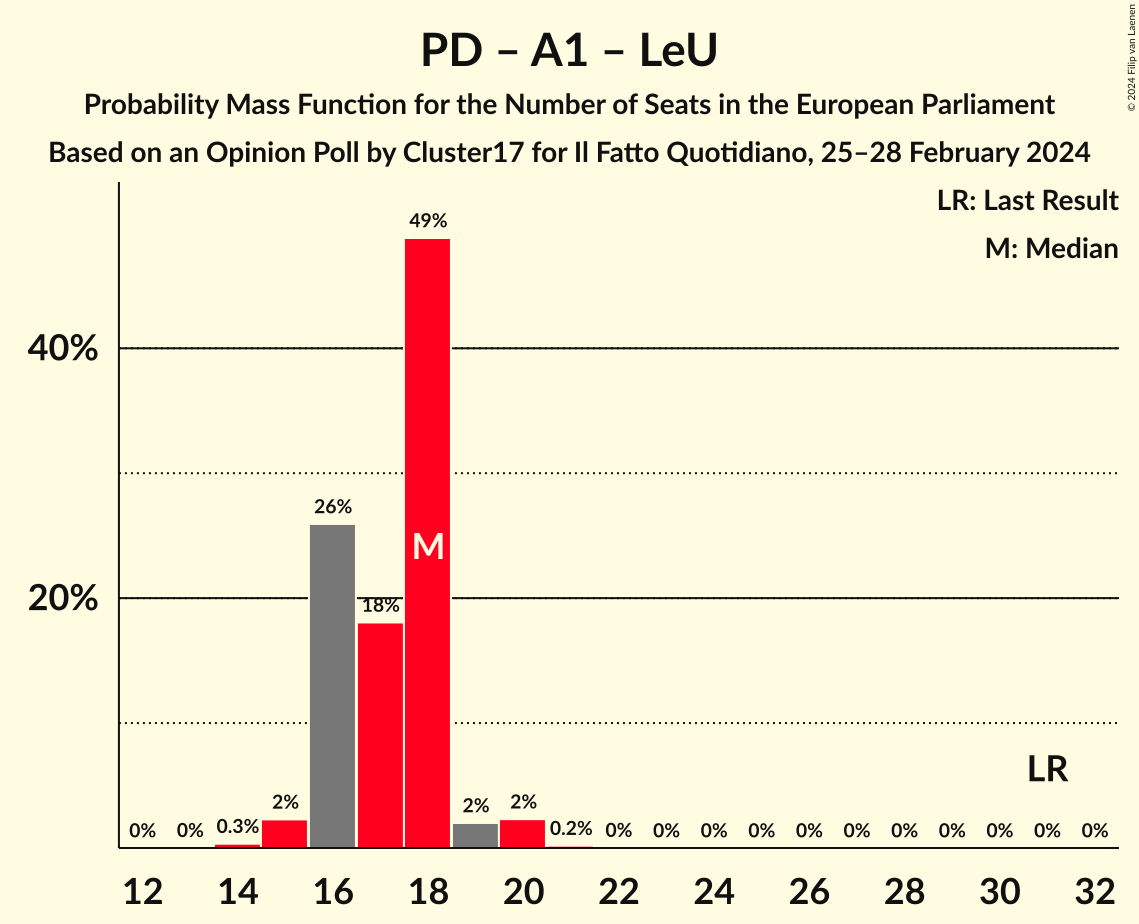 PD – A1 – LeU
Probability Mass Function for the Number of Seats in the European Parliament
Based on an Opinion Poll by Cluster17 for Il Fatto Quotidiano, 25–28 February 2024
© 2024 Filip van Laenen
LR: Last Result
M: Median
49%
40%
26%
M
20%
18%
LR
0% 0% 0.3% 2% 2% 2% 0.2% 0% 0% 0% 0% 0% 0% 0% 0% 0% 0% 0%
12 14 16 18 20 22 24 26 28 30 32